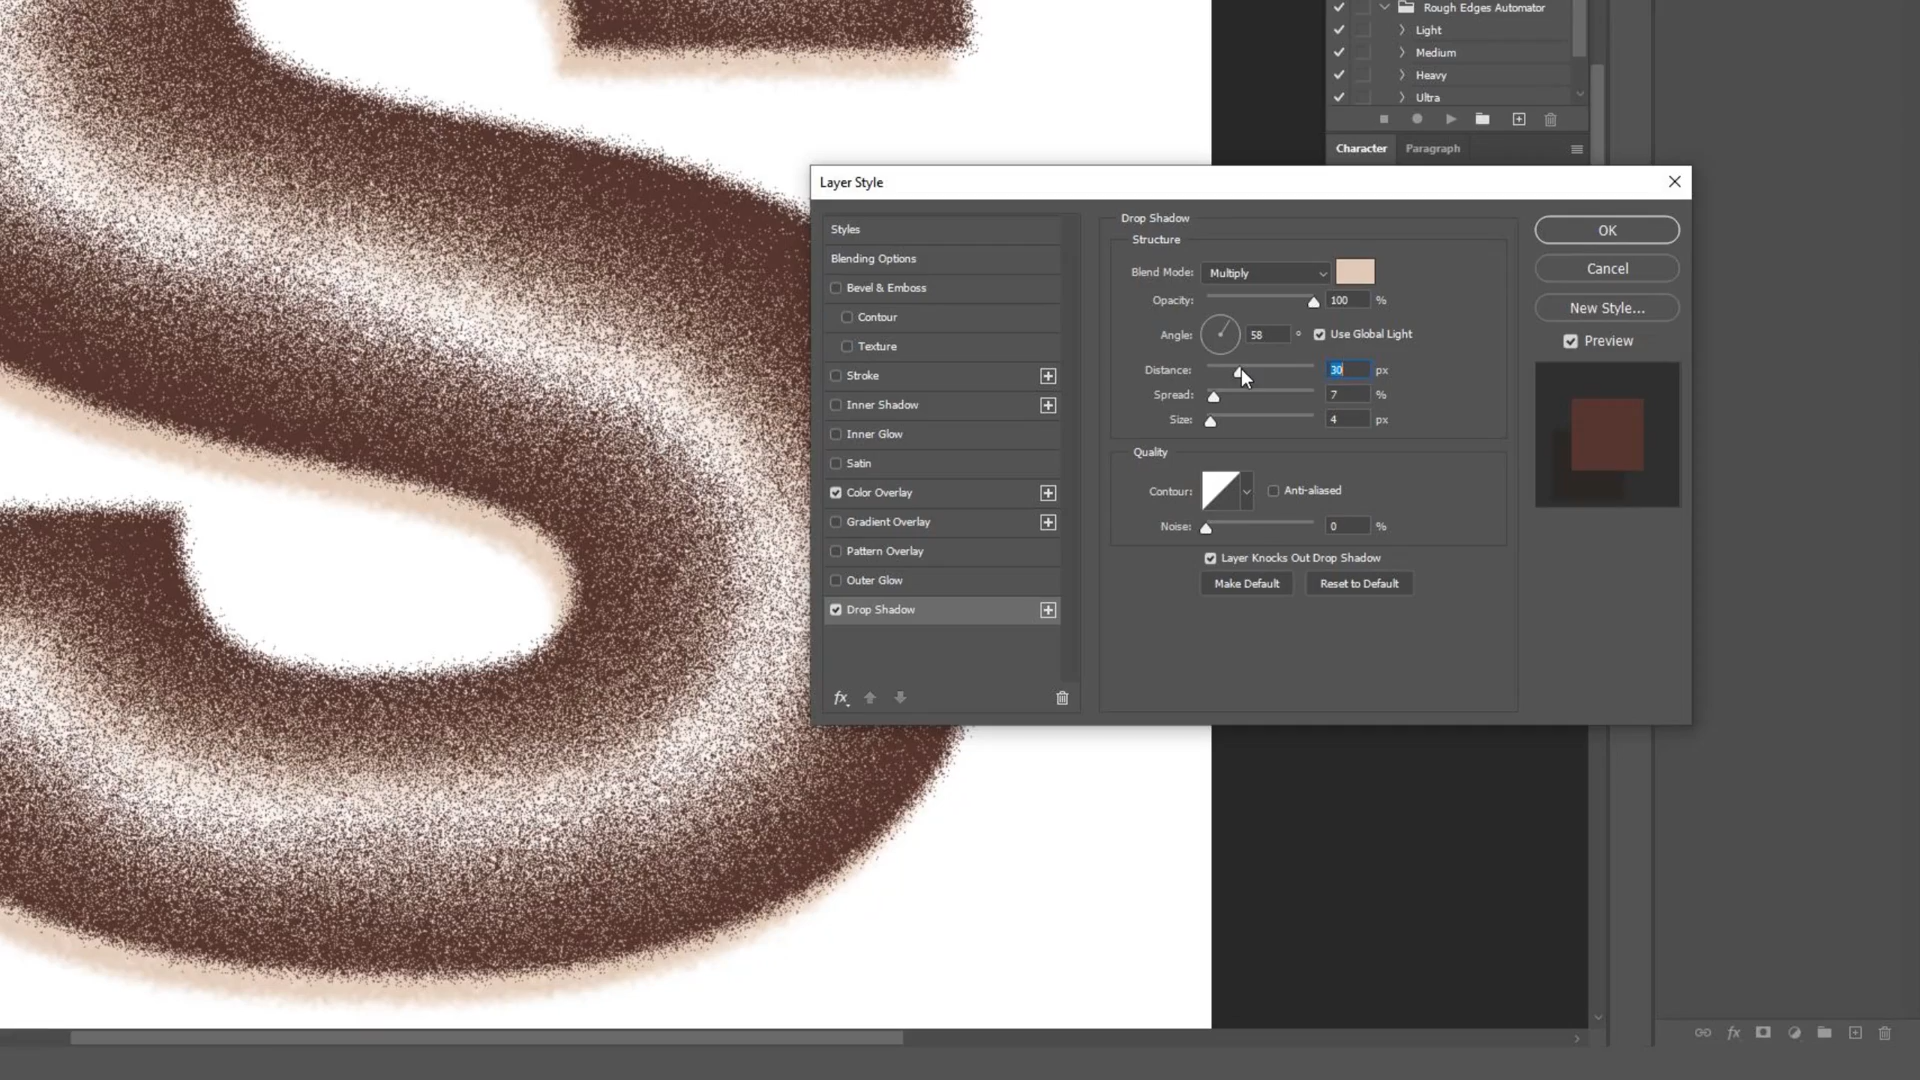 Rough Edges Automator
Light
Medium
Heavy
Ultra
Character Paragraph
Layer Style
Styles
Blending Options
Bevel & Emboss
Contour
Texture
Stroke
Inner Shadow
Inner Glow
Satin
Color Overlay
Gradient Overlay
Pattern Overlay
Outer Glow
Drop Shadow
fx
Drop Shadow
Structure
Blend Mode: Multiply
Opacity: 100 %
Angle: 58 ° Use Global Light
Distance: 30 px
Spread: 7 %
Size: 4 px
Quality
Contour: Anti-aliased
Noise: 0 %
Layer Knocks Out Drop Shadow
Make Default Reset to Default
OK
Cancel
New Style...
Preview
fx